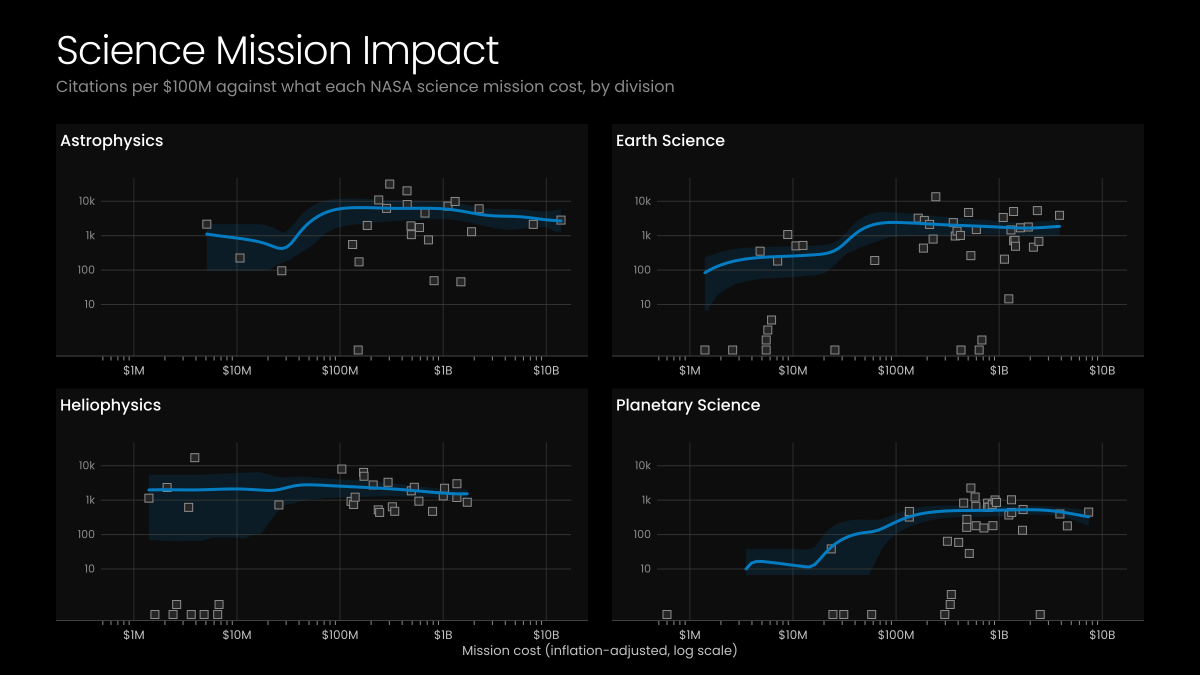 Science Mission Impact
Citations per $100M against what each NASA science mission cost, by division
Astrophysics
10k
1k
100
10
$1M $10M $100M $1B $10B
Earth Science
10k
1k
100
10
$1M $10M $100M $1B $10B
Heliophysics
10k
1k
100
10
$1M $10M $100M $1B $10B
Planetary Science
10k
1k
100
10
$1M $10M $100M $1B $10B
Mission cost (inflation-adjusted, log scale)